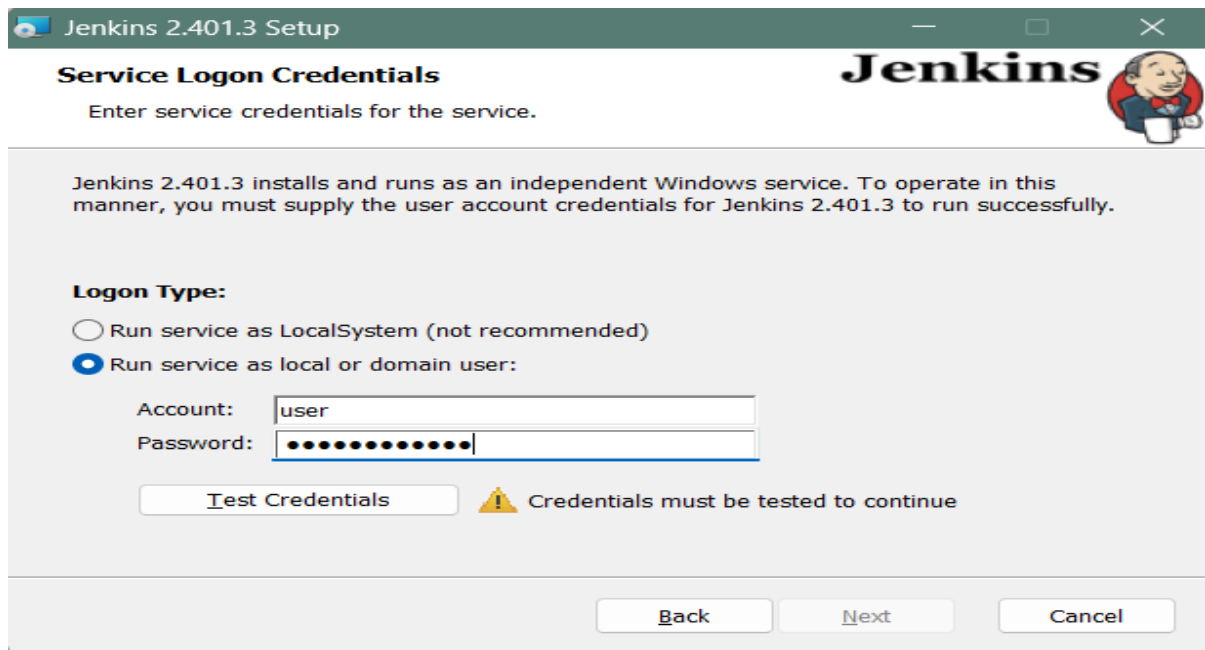 Jenkins 2.401.3 Setup
Service Logon Credentials
Jenkins
Enter service credentials for the service.
Jenkins 2.401.3 installs and runs as an independent Windows service. To operate in this
manner, you must supply the user account credentials for Jenkins 2.401.3 to run successfully.
Logon Type:
Run service as LocalSystem (not recommended)
Run service as local or domain user:
Account: user
Password: ●●●●●●●●●●●●
Test Credentials Credentials must be tested to continue
Back Next Cancel